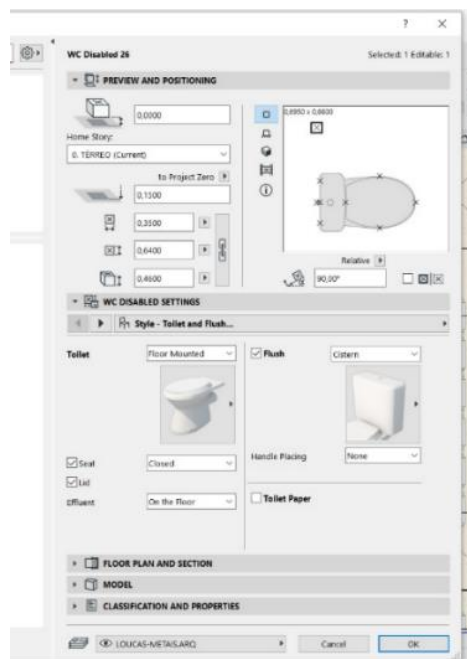 ? ×
WC Disabled 26 Selected: 1 Editable: 1
PREVIEW AND POSITIONING
0,0000
Home Story:
0. TÉRREO (Current)
to Project Zero
0,1500
0,3500
0,6400
0,4600
0,6950 x 0,6600
Relative
90,00°
WC DISABLED SETTINGS
Style - Toilet and Flush...
Toilet Floor Mounted
Flush Cistern
Seat Closed
Lid
Effluent On the Floor
Handle Placing None
Toilet Paper
FLOOR PLAN AND SECTION
MODEL
CLASSIFICATION AND PROPERTIES
LOUCAS-METAIS.ARQ Cancel OK